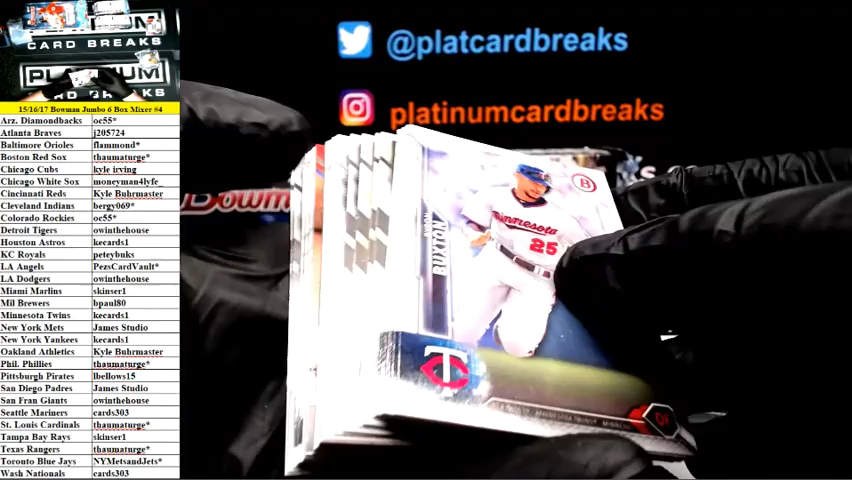 @platcardbreaks
platinumcardbreaks
PLATINUM
CARD BREAKS
PLATINUM
CARD BREAKS
15/16/17 Bowman Jumbo 6 Box Mixer #4
Arz. Diamondbacks oc55*
Atlanta Braves j205724
Baltimore Orioles flammond*
Boston Red Sox thaumaturge*
Chicago Cubs kyle irving
Chicago White Sox moneyman4lyfe
Cincinnati Reds Kyle Buhrmaster
Cleveland Indians bergy069*
Colorado Rockies oc55*
Detroit Tigers owinthehouse
Houston Astros kecards1
KC Royals peteybuks
LA Angels PezsCardVault*
LA Dodgers owinthehouse
Miami Marlins skinser1
Mil Brewers bpaul80
Minnesota Twins kecards1
New York Mets James Studio
New York Yankees kecards1
Oakland Athletics Kyle Buhrmaster
Phil. Phillies thaumaturge*
Pittsburgh Pirates lbellows15
San Diego Padres James Studio
San Fran Giants owinthehouse
Seattle Mariners cards303
St. Louis Cardinals thaumaturge*
Tampa Bay Rays skinser1
Texas Rangers thaumaturge*
Toronto Blue Jays NYMetsandJets*
Wash Nationals cards303
Bowman
BUXTON
B
Minnesota
25
TC
OF